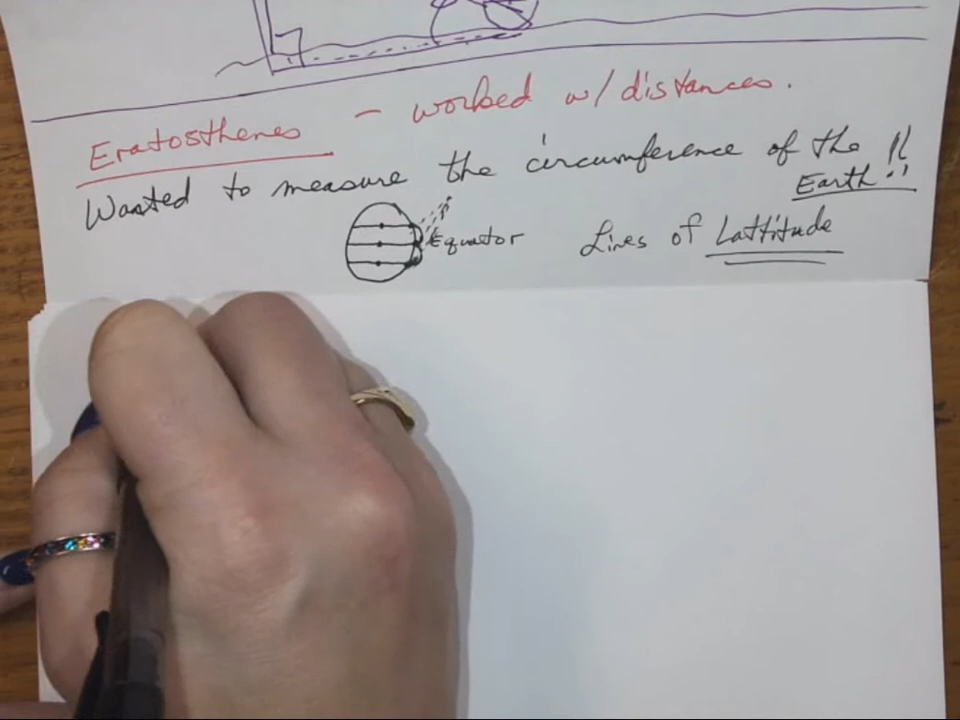 Eratosthenes - worked w/ distances.
Wanted to measure the circumference of the
Earth!!
Equator Lines of Lattitude